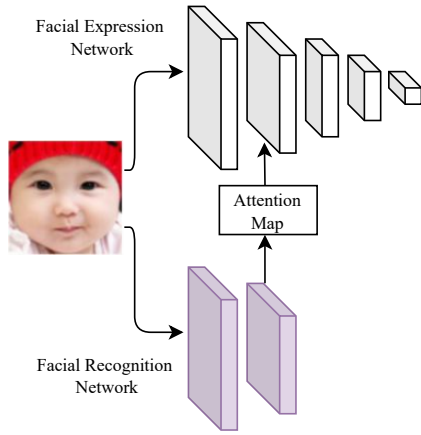 Facial Expression
Network
Attention
Map
Facial Recognition
Network